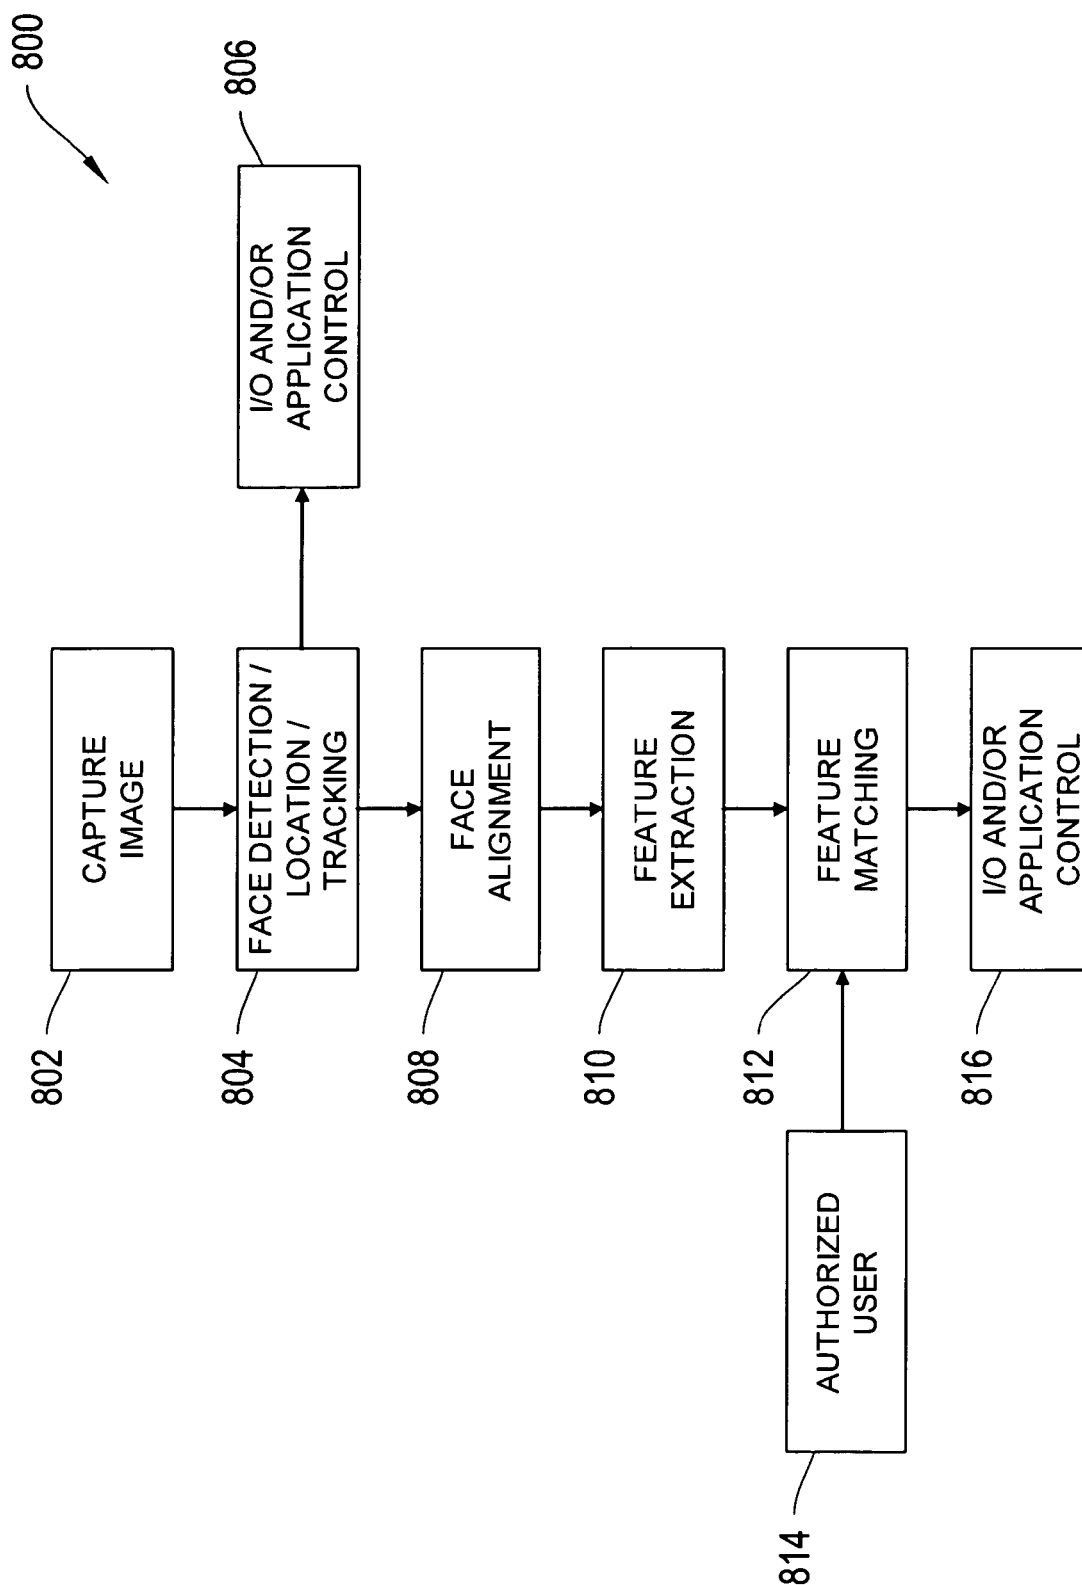 800
802
CAPTURE
IMAGE
804
FACE DETECTION /
LOCATION /
TRACKING
806
I/O AND/OR
APPLICATION
CONTROL
808
FACE
ALIGNMENT
810
FEATURE
EXTRACTION
812
FEATURE
MATCHING
814
AUTHORIZED
USER
816
I/O AND/OR
APPLICATION
CONTROL